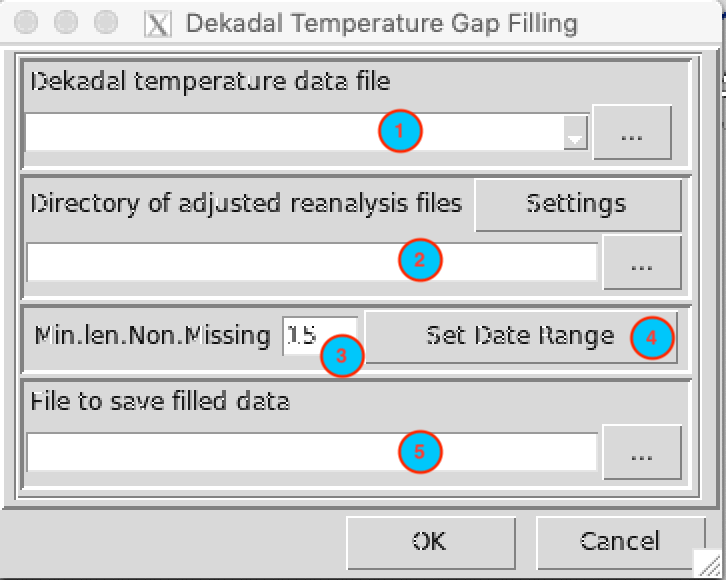 Dekadal Temperature Gap Filling
Dekadal temperature data file
1
...
Directory of adjusted reanalysis files Settings
2
...
Min.len.Non.Missing 15 Set Date Range 4
3
File to save filled data
5
...
OK Cancel